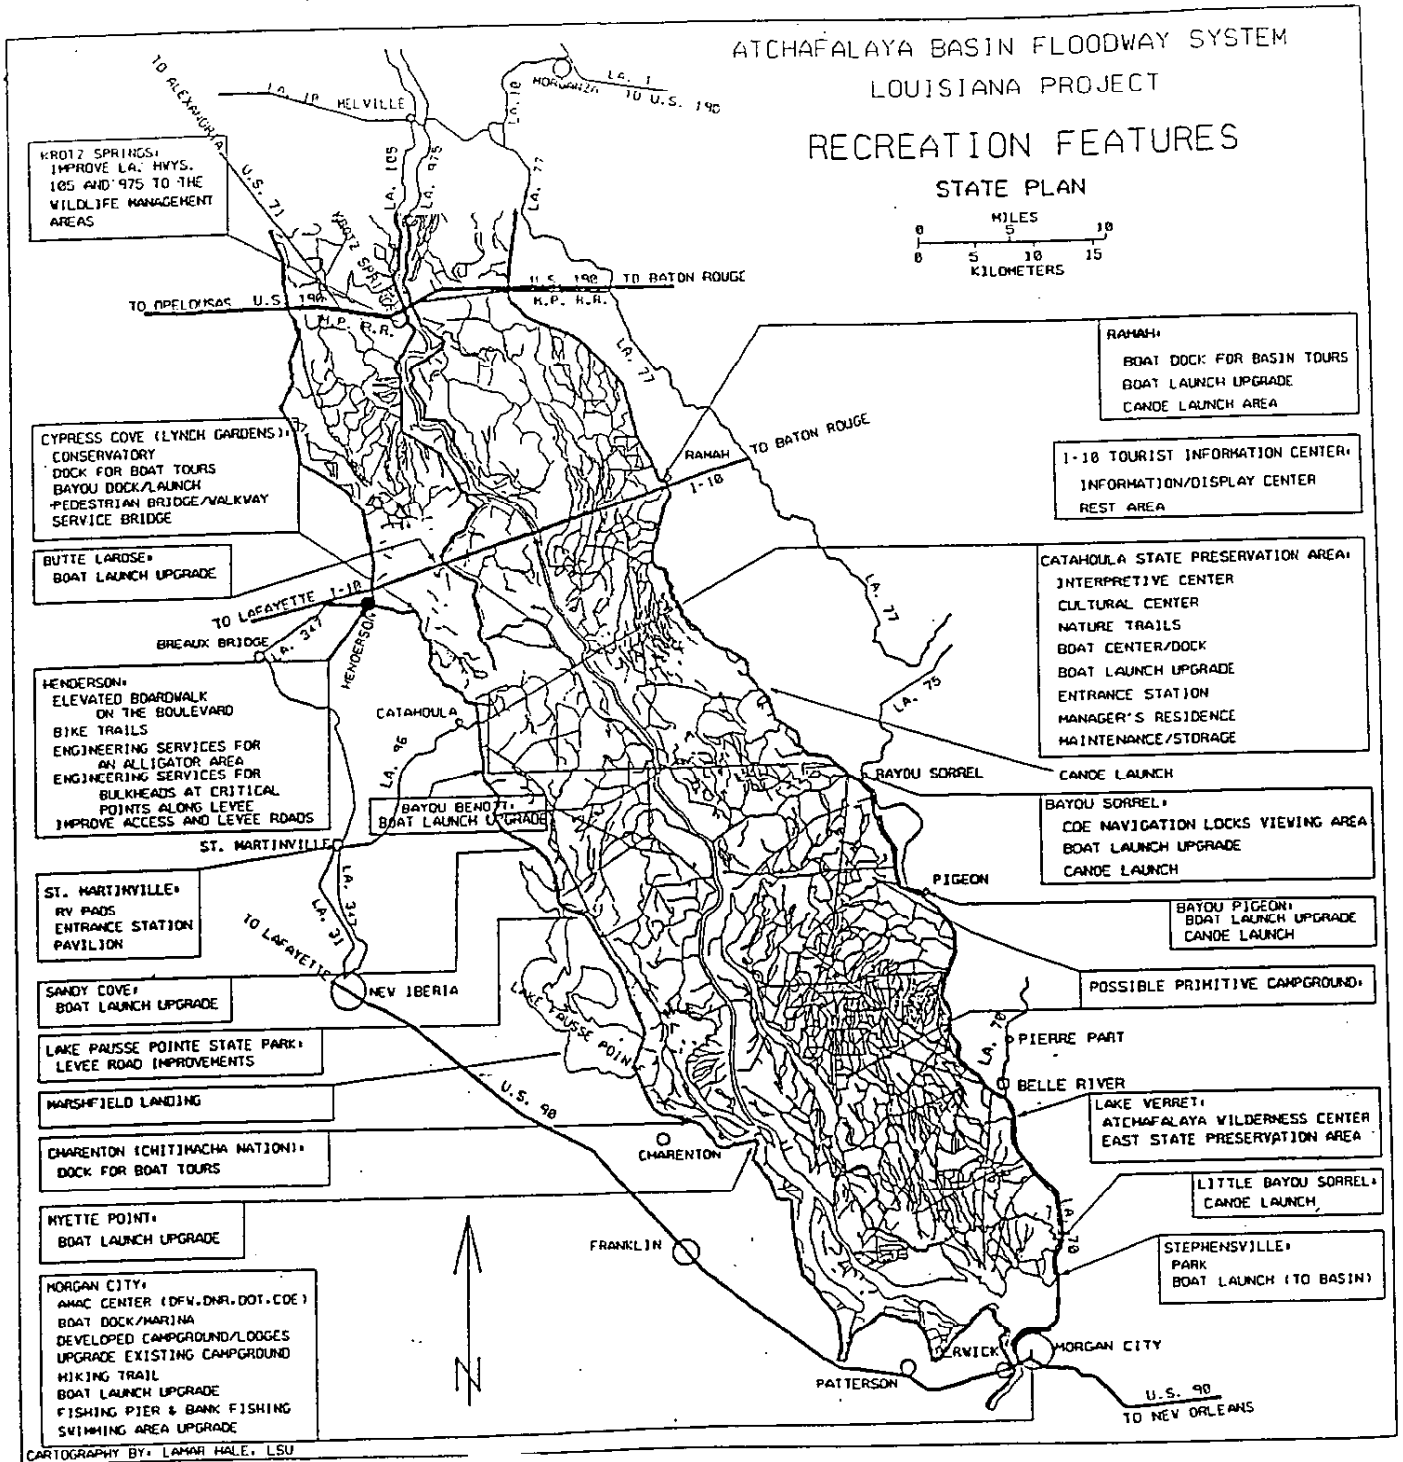 ATCHAFALAYA BASIN FLOODWAY SYSTEM
LOUISIANA PROJECT
RECREATION FEATURES
STATE PLAN
MILES
0 5 10
0 5 10 15
KILOMETERS
TO ALEXANDRIA
U.S. 71
LA. 10
MELVILLE
LA. 105
LA. 975
LA. 10
MORGANZA
LA. 1
TO U.S. 190
LA. 77
KROTZ SPRINGS:
IMPROVE LA. HWYS.
105 AND 975 TO THE
WILDLIFE MANAGEMENT
AREAS
KROTZ SPRINGS
TO OPELOUSAS U.S. 190
M.P. R.R.
U.S. 190 TO BATON ROUGE
M.P. R.R.
LA. 77
RAMAH:
BOAT DOCK FOR BASIN TOURS
BOAT LAUNCH UPGRADE
CANOE LAUNCH AREA
CYPRESS COVE (LYNCH GARDENS):
CONSERVATORY
DOCK FOR BOAT TOURS
BAYOU DOCK/LAUNCH
PEDESTRIAN BRIDGE/WALKWAY
SERVICE BRIDGE
RAMAH
TO BATON ROUGE
I-10
I-10 TOURIST INFORMATION CENTER:
INFORMATION/DISPLAY CENTER
REST AREA
BUTTE LAROSE:
BOAT LAUNCH UPGRADE
CATAHOULA STATE PRESERVATION AREA:
INTERPRETIVE CENTER
CULTURAL CENTER
NATURE TRAILS
BOAT CENTER/DOCK
BOAT LAUNCH UPGRADE
ENTRANCE STATION
MANAGER'S RESIDENCE
MAINTENANCE/STORAGE
TO LAFAYETTE I-10
BREAUX BRIDGE
LA. 347
HENDERSON
LA. 77
LA. 75
HENDERSON:
ELEVATED BOARDWALK
ON THE BOULEVARD
BIKE TRAILS
ENGINEERING SERVICES FOR
AN ALLIGATOR AREA
ENGINEERING SERVICES FOR
BULKHEADS AT CRITICAL
POINTS ALONG LEVEE
IMPROVE ACCESS AND LEVEE ROADS
CATAHOULA
LA. 96
BAYOU SORREL
CANOE LAUNCH
BAYOU BENOIT:
BOAT LAUNCH UPGRADE
BAYOU SORREL:
COE NAVIGATION LOCKS VIEWING AREA
BOAT LAUNCH UPGRADE
CANOE LAUNCH
ST. MARTINVILLE
LA. 347
LA. 31
TO LAFAYETTE
ST. MARTINVILLE:
RV PADS
ENTRANCE STATION
PAVILION
PIGEON
BAYOU PIGEON:
BOAT LAUNCH UPGRADE
CANOE LAUNCH
POSSIBLE PRIMITIVE CAMPGROUND:
SANDY COVE:
BOAT LAUNCH UPGRADE
NEW IBERIA
LAKE FAUSSE POINT
LAKE PAUSSE POINTE STATE PARK:
LEVEE ROAD IMPROVEMENTS
LA. 70
PIERRE PART
BELLE RIVER
MARSHFIELD LANDING
U.S. 90
LAKE VERRET:
ATCHAFALAYA WILDERNESS CENTER
EAST STATE PRESERVATION AREA
CHARENTON (CHITIMACHA NATION):
DOCK FOR BOAT TOURS
CHARENTON
LITTLE BAYOU SORREL:
CANOE LAUNCH
LA. 70
MYETTE POINT:
BOAT LAUNCH UPGRADE
FRANKLIN
STEPHENSVILLE:
PARK
BOAT LAUNCH (TO BASIN)
MORGAN CITY:
AMAC CENTER (DFW.DNR.DOT.COE)
BOAT DOCK/MARINA
DEVELOPED CAMPGROUND/LODGES
UPGRADE EXISTING CAMPGROUND
HIKING TRAIL
BOAT LAUNCH UPGRADE
FISHING PIER & BANK FISHING
SWIMMING AREA UPGRADE
N
PATTERSON
MORGAN CITY
U.S. 90
TO NEW ORLEANS
CARTOGRAPHY BY: LAMAR HALE, LSU